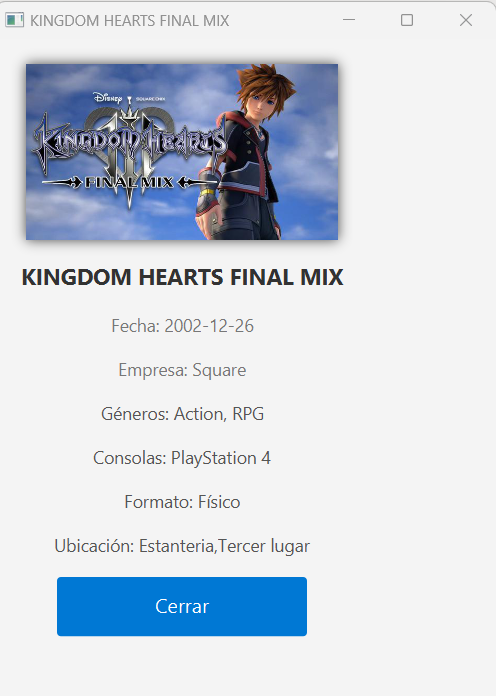 KINGDOM HEARTS FINAL MIX
Disney SQUARE ENIX
KINGDOM HEARTS
III
FINAL MIX
KINGDOM HEARTS FINAL MIX
Fecha: 2002-12-26
Empresa: Square
Géneros: Action, RPG
Consolas: PlayStation 4
Formato: Físico
Ubicación: Estanteria,Tercer lugar
Cerrar